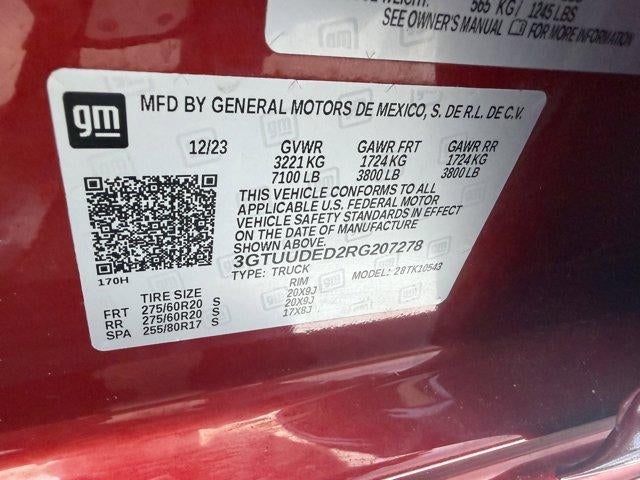 565 KG / 1245 LBS
SEE OWNER'S MANUAL FOR MORE INFORMATION
gm
MFD BY GENERAL MOTORS DE MEXICO, S. DE R.L. DE C.V.
12/23 GVWR GAWR FRT GAWR RR
3221 KG 1724 KG 1724 KG
7100 LB 3800 LB 3800 LB
THIS VEHICLE CONFORMS TO ALL
APPLICABLE U.S. FEDERAL MOTOR
VEHICLE SAFETY STANDARDS IN EFFECT
ON THE DATE OF MANUFACTURE
SHOWN ABOVE.
3GTUUDED2RG207278
170H
TYPE: TRUCK MODEL: 28TK10543
TIRE SIZE RIM
FRT 275/60R20 S 20X9J
RR 275/60R20 S 20X9J
SPA 255/80R17 S 17X8J